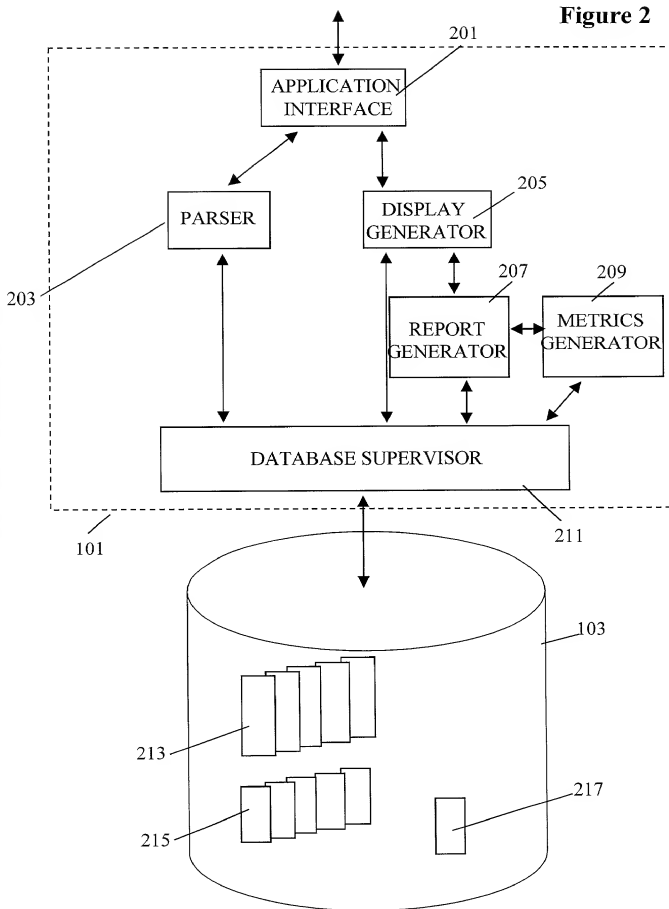 Figure 2
201
APPLICATION
INTERFACE
205
PARSER
DISPLAY
GENERATOR
203
207
209
REPORT
GENERATOR
METRICS
GENERATOR
DATABASE SUPERVISOR
101
211
103
213
217
215